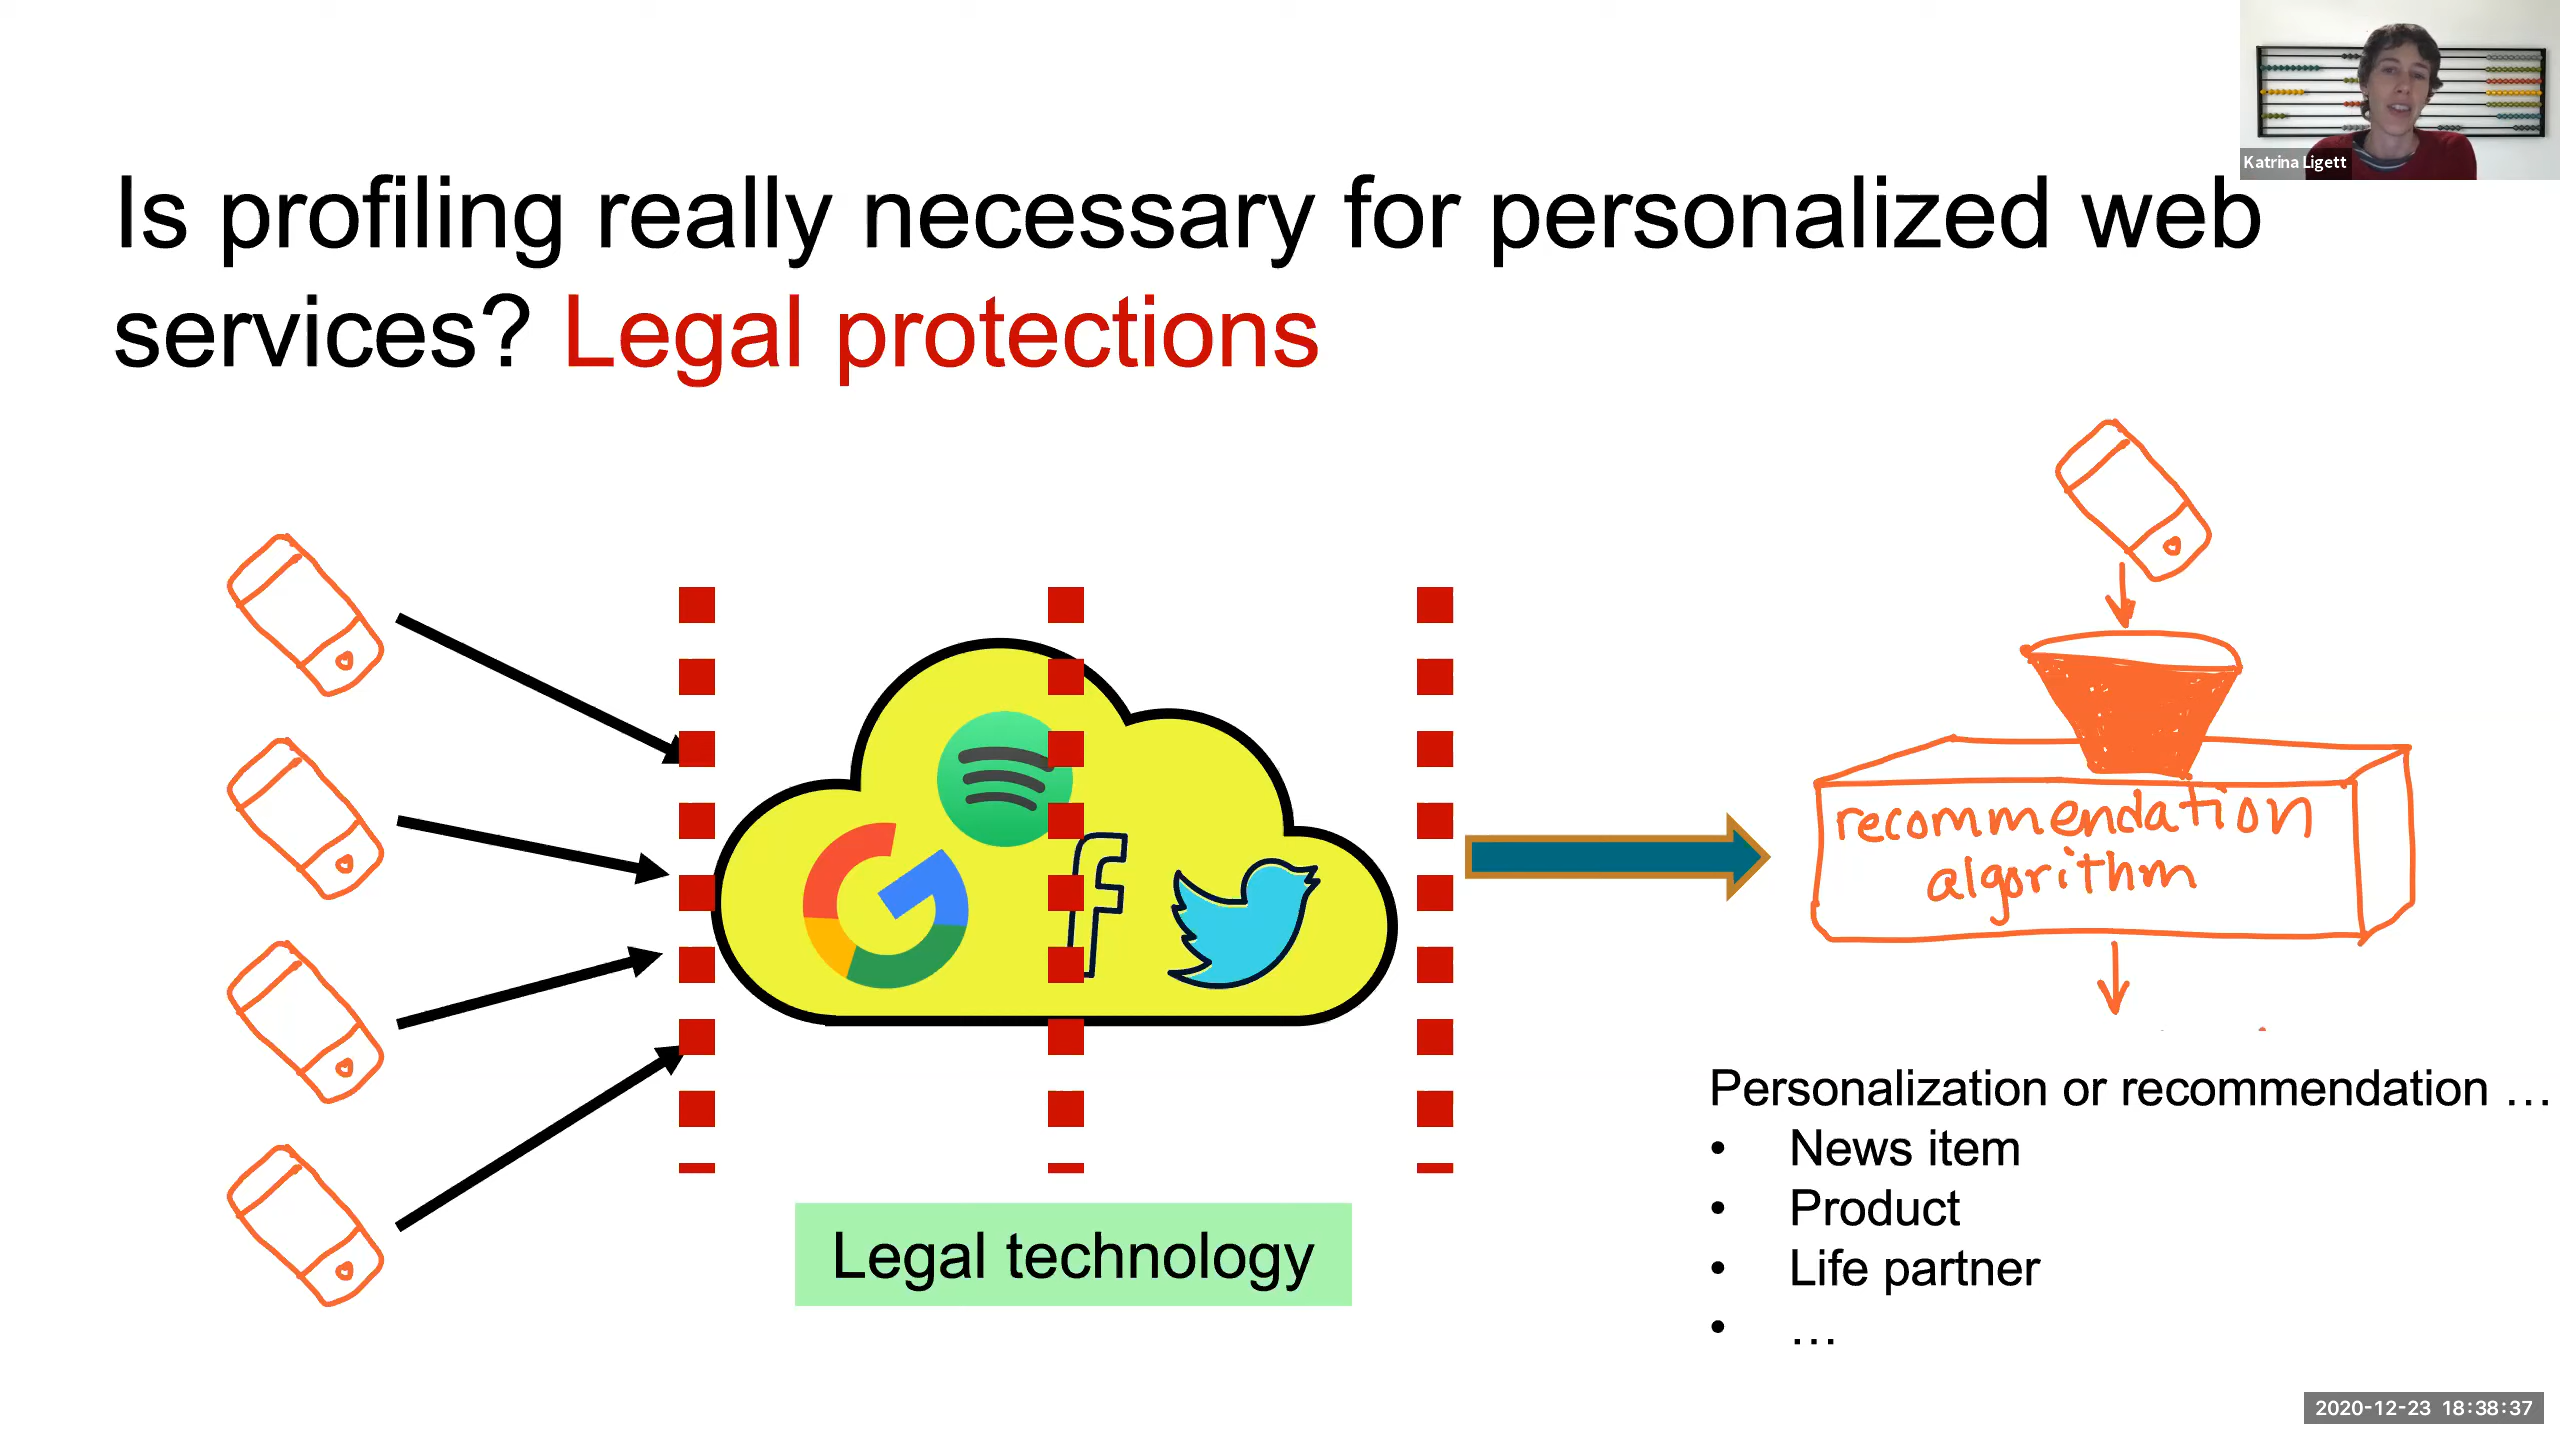 Katrina Ligett
Is profiling really necessary for personalized web
services? Legal protections
recommendation
algorithm
Legal technology
Personalization or recommendation …
• News item
• Product
• Life partner
• …
2020-12-23 18:38:37